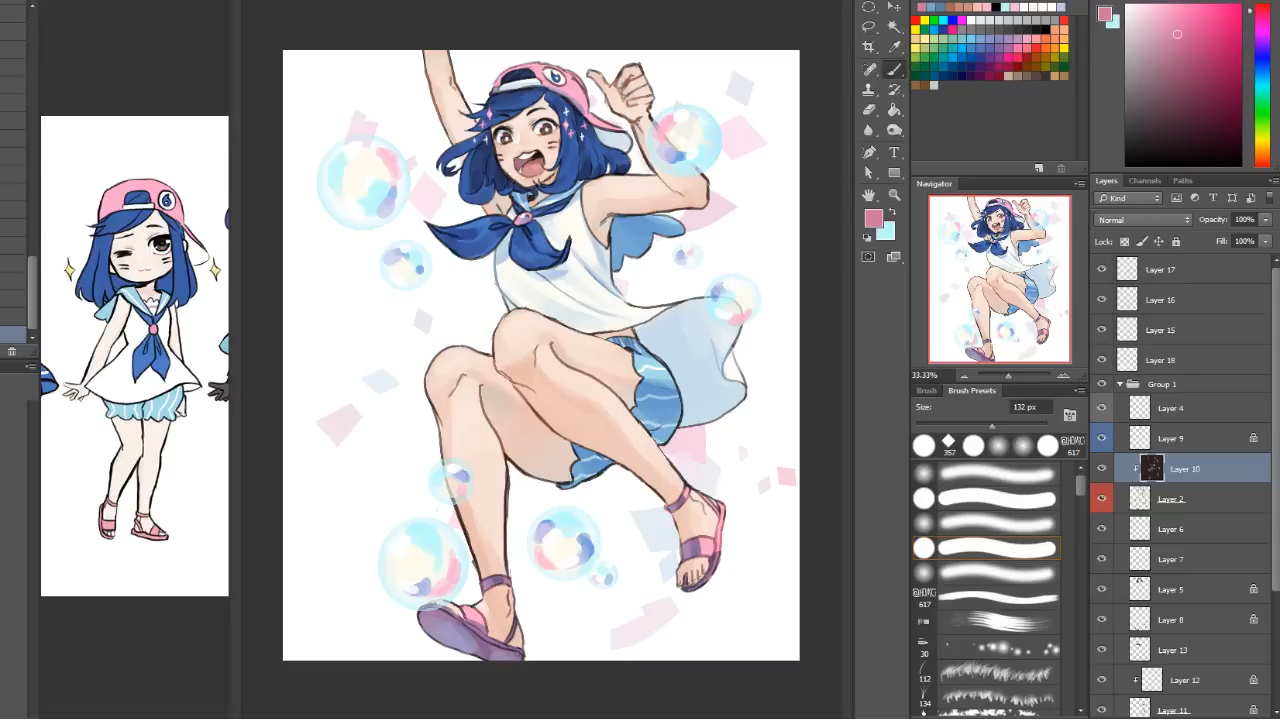 Navigator
33.33%
Brush
Brush Presets
Size:
132 px
357
617
617
30
112
134
Layers
Channels
Paths
Kind
Normal
Opacity:
100%
Lock:
Fill:
100%
Layer 17
Layer 16
Layer 15
Layer 18
Group 1
Layer 4
Layer 9
Layer 10
Layer 2
Layer 6
Layer 7
Layer 5
Layer 8
Layer 13
Layer 12
Layer 11